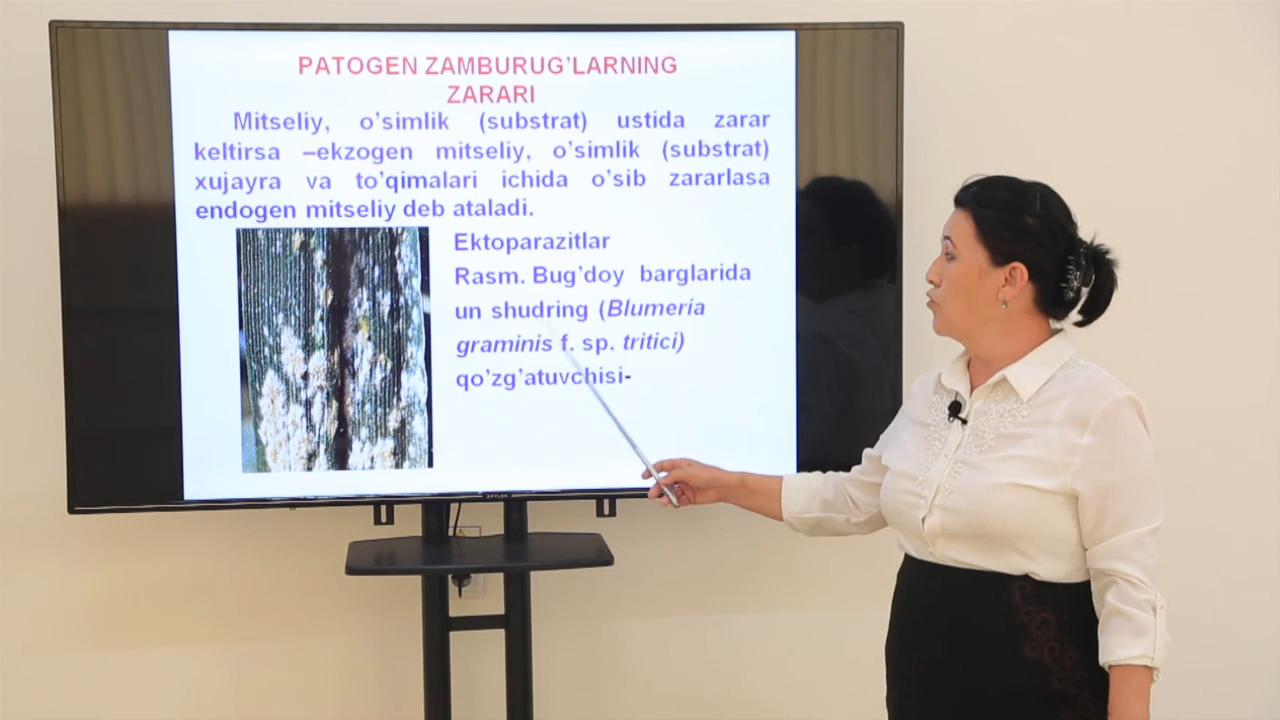 PATOGEN ZAMBURUG’LARNING
ZARARI
Mitseliy, o’simlik (substrat) ustida zarar
keltirsa –ekzogen mitseliy, o’simlik (substrat)
xujayra va to’qimalari ichida o’sib zararlasa
endogen mitseliy deb ataladi.
Ektoparazitlar
Rasm. Bug’doy barglarida
un shudring (Blumeria
graminis f. sp. tritici)
qo’zg’atuvchisi-